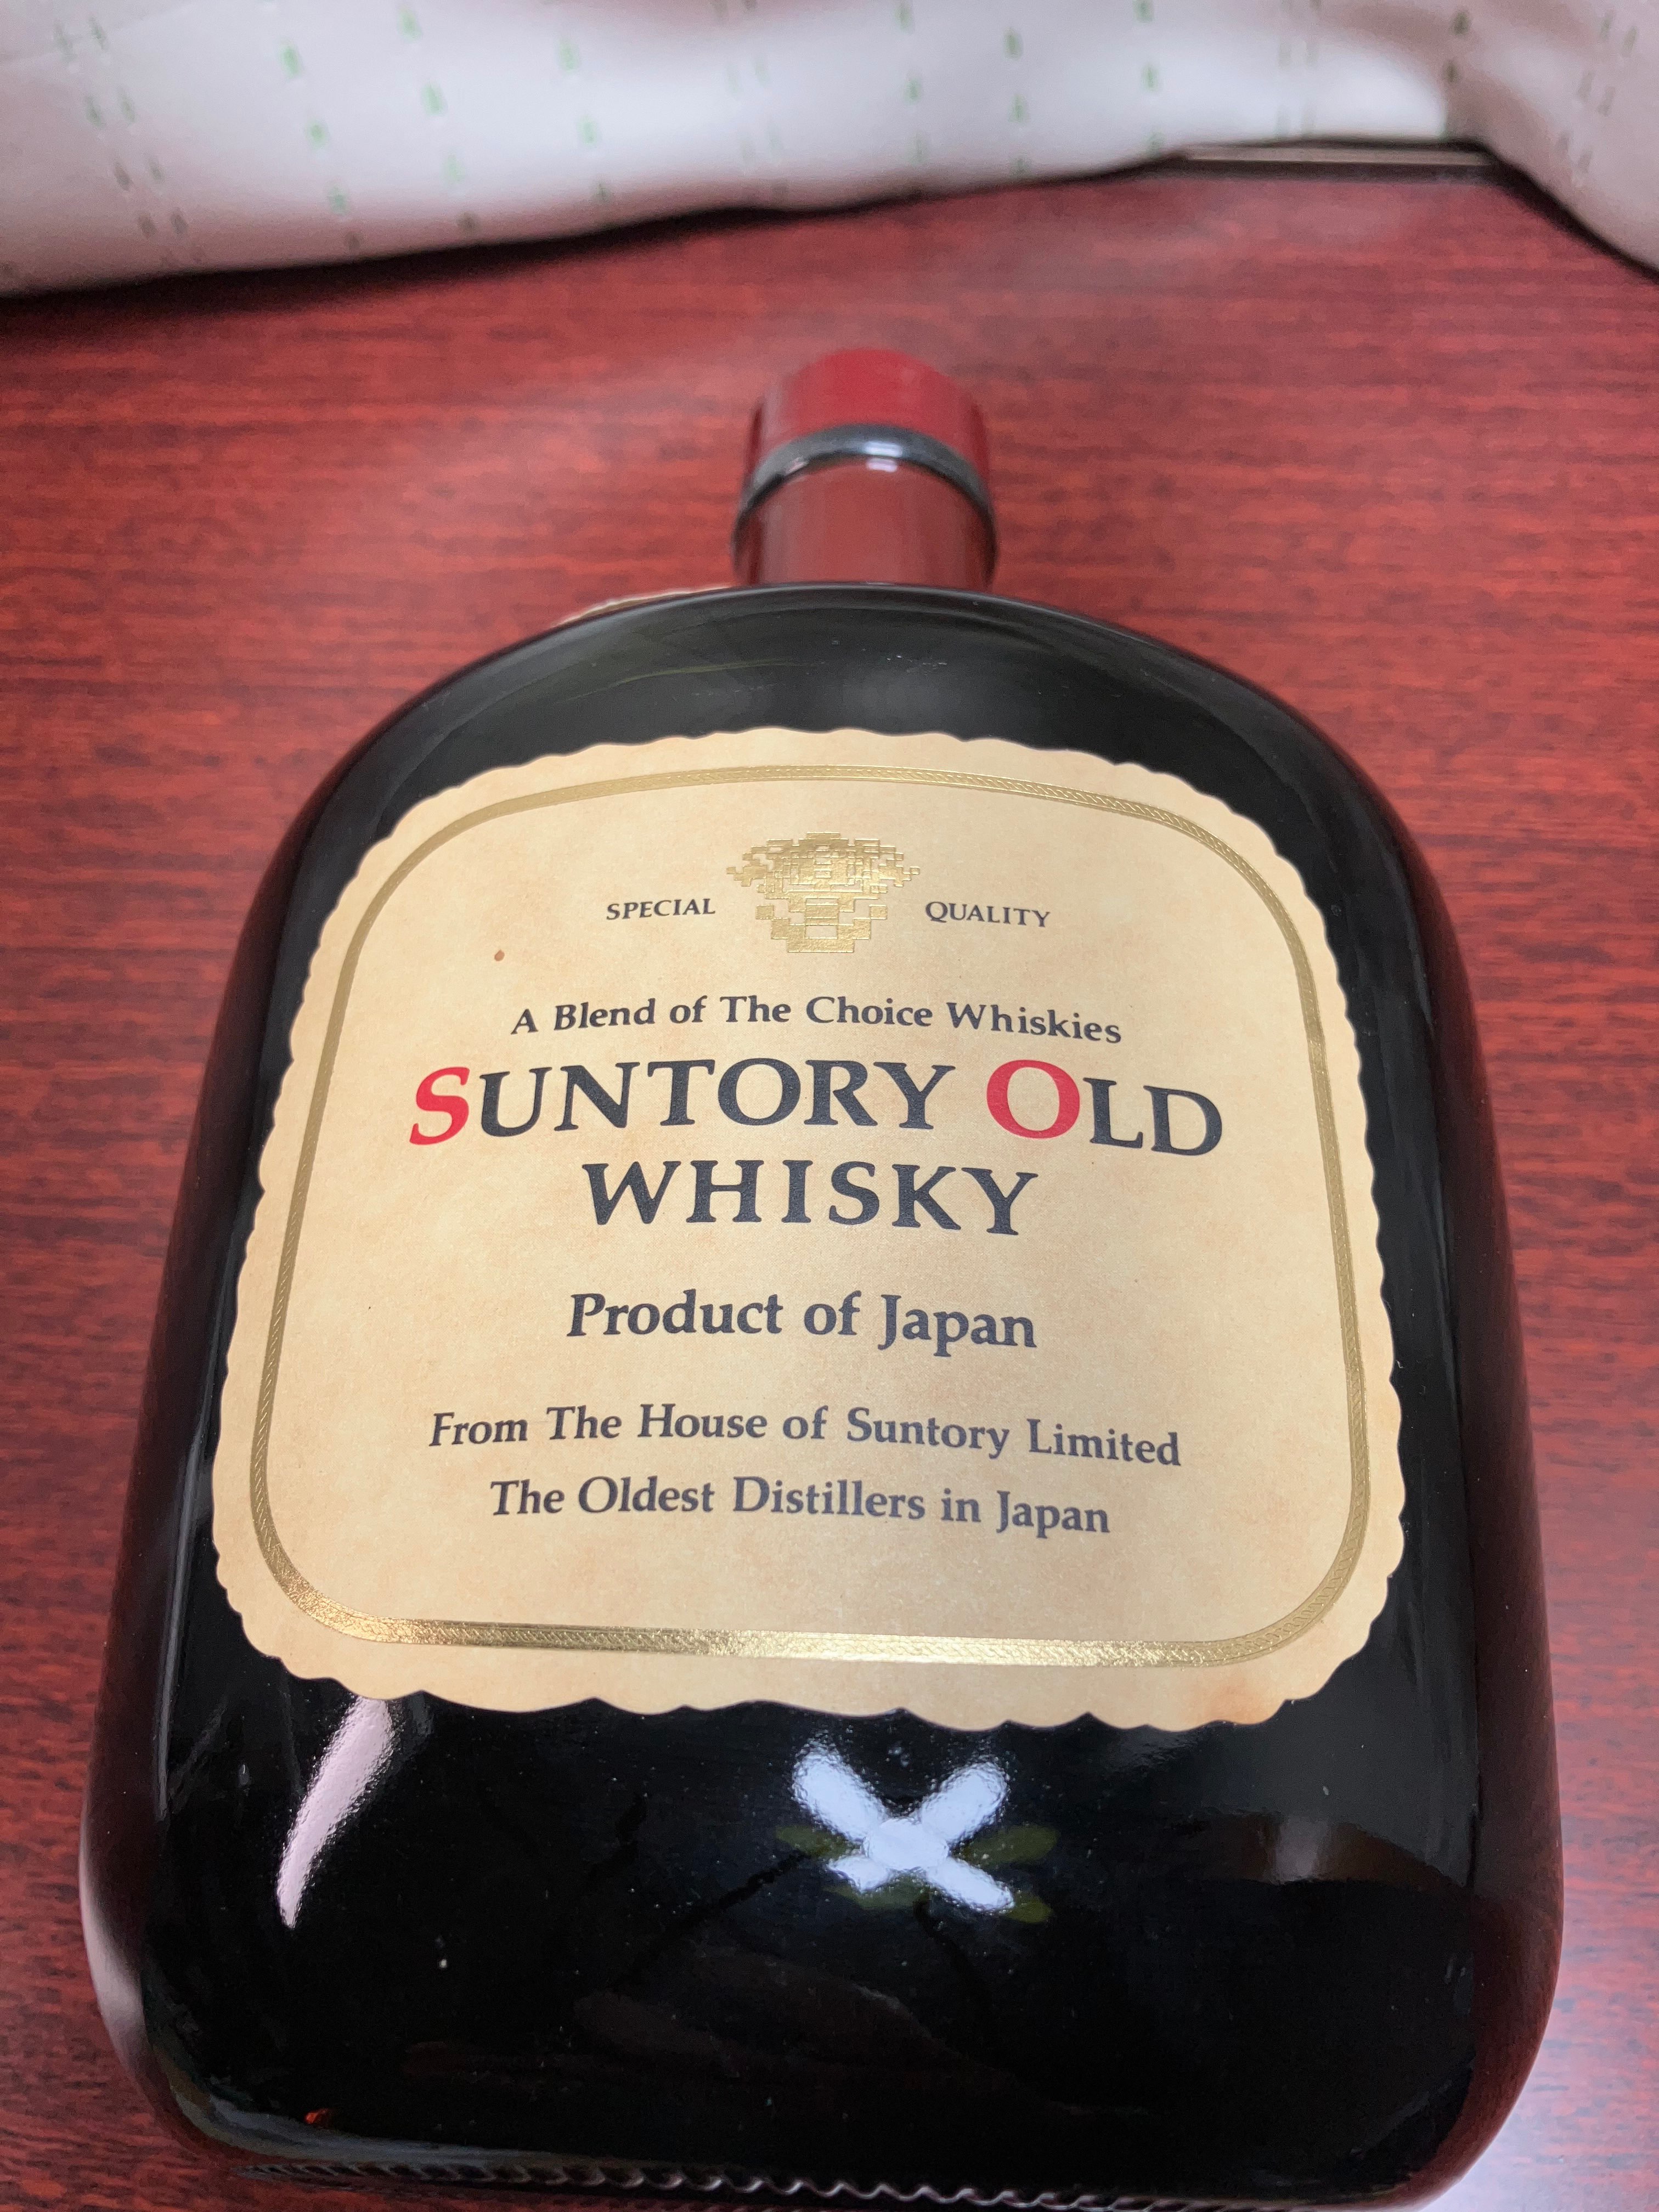 SPECIAL QUALITY
A Blend of The Choice Whiskies
SUNTORY OLD
WHISKY
Product of Japan
From The House of Suntory Limited
The Oldest Distillers in Japan